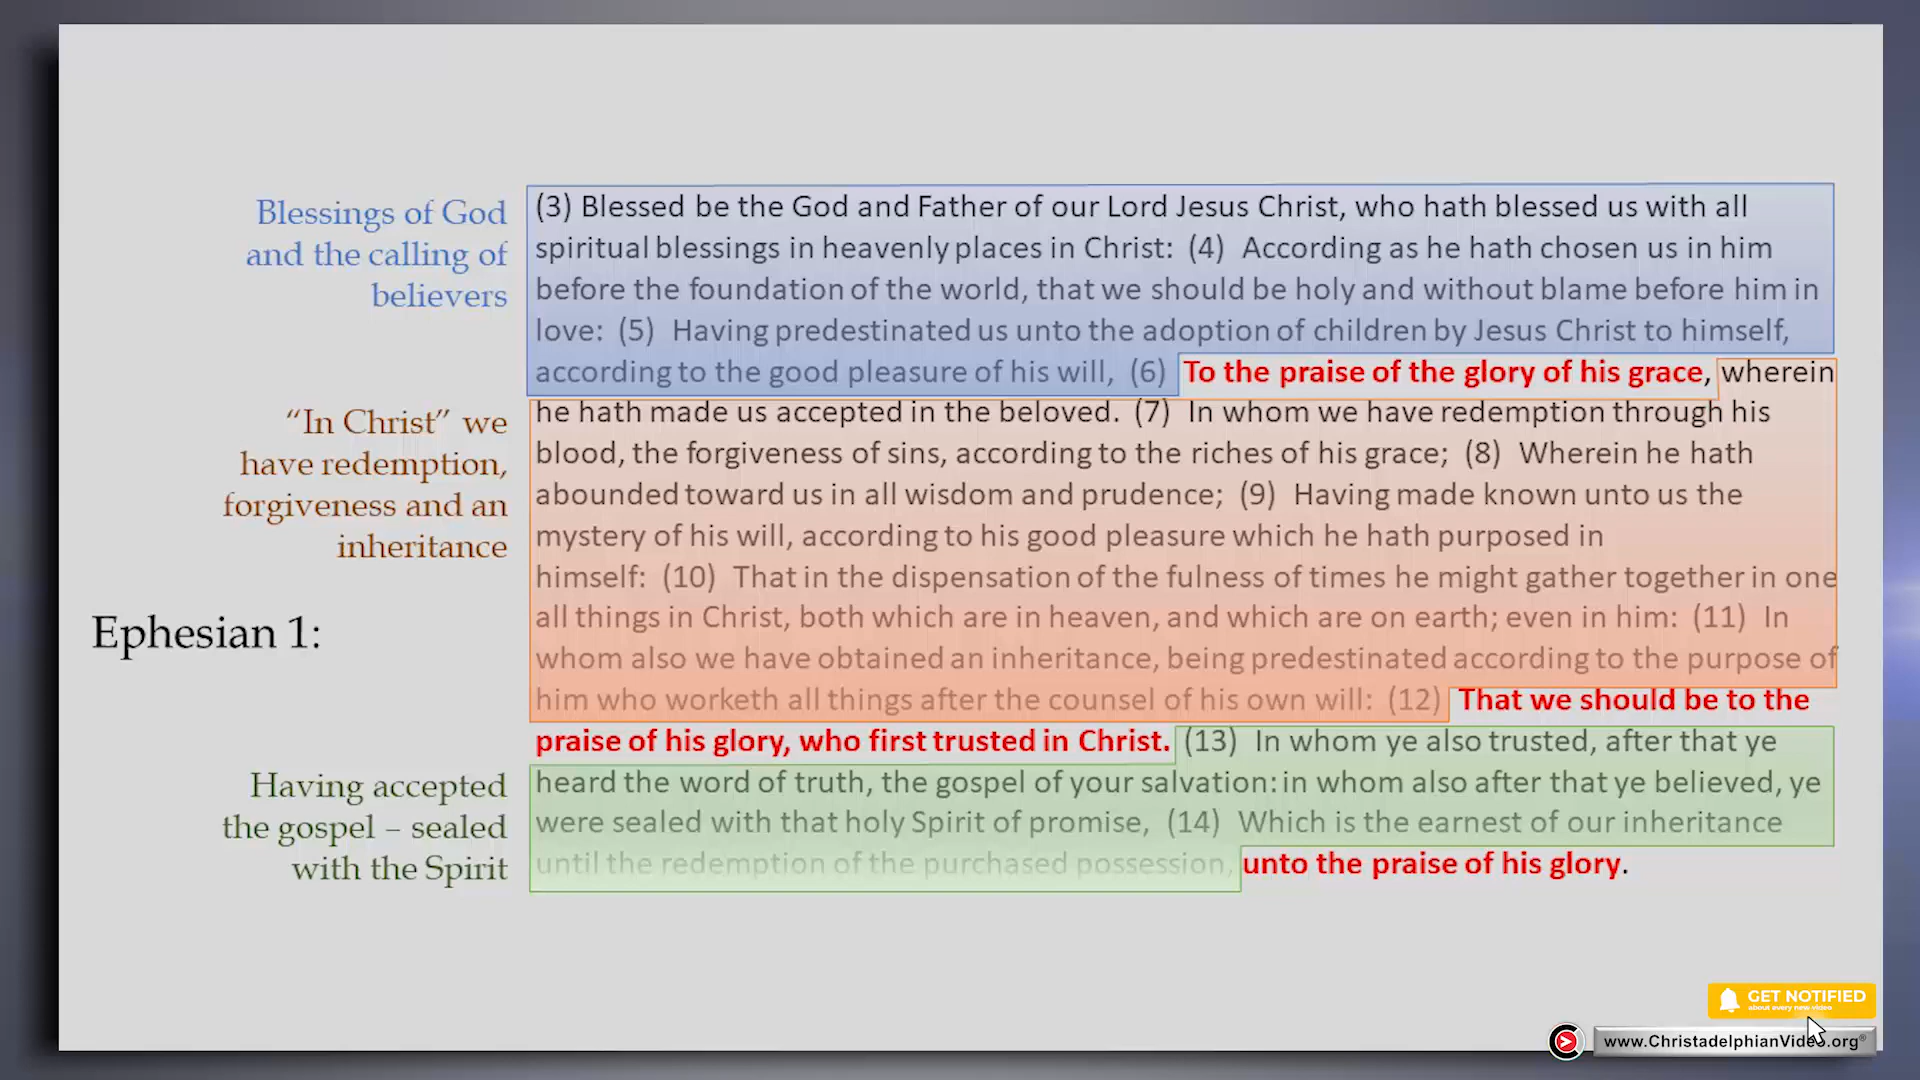 Blessings of God
and the calling of
believers
(3) Blessed be the God and Father of our Lord Jesus Christ, who hath blessed us with all
spiritual blessings in heavenly places in Christ: (4) According as he hath chosen us in him
before the foundation of the world, that we should be holy and without blame before him in
love: (5) Having predestinated us unto the adoption of children by Jesus Christ to himself,
according to the good pleasure of his will, (6) To the praise of the glory of his grace, wherein
“In Christ” we
have redemption,
forgiveness and an
inheritance
he hath made us accepted in the beloved. (7) In whom we have redemption through his
blood, the forgiveness of sins, according to the riches of his grace; (8) Wherein he hath
abounded toward us in all wisdom and prudence; (9) Having made known unto us the
mystery of his will, according to his good pleasure which he hath purposed in
himself: (10) That in the dispensation of the fulness of times he might gather together in one
all things in Christ, both which are in heaven, and which are on earth; even in him: (11) In
whom also we have obtained an inheritance, being predestinated according to the purpose of
him who worketh all things after the counsel of his own will: (12) That we should be to the
Ephesian 1:
praise of his glory, who first trusted in Christ. (13) In whom ye also trusted, after that ye
Having accepted
the gospel – sealed
with the Spirit
heard the word of truth, the gospel of your salvation: in whom also after that ye believed, ye
were sealed with that holy Spirit of promise, (14) Which is the earnest of our inheritance
until the redemption of the purchased possession, unto the praise of his glory.
GET NOTIFIED
about every new video
www.ChristadelphianVideo.org®